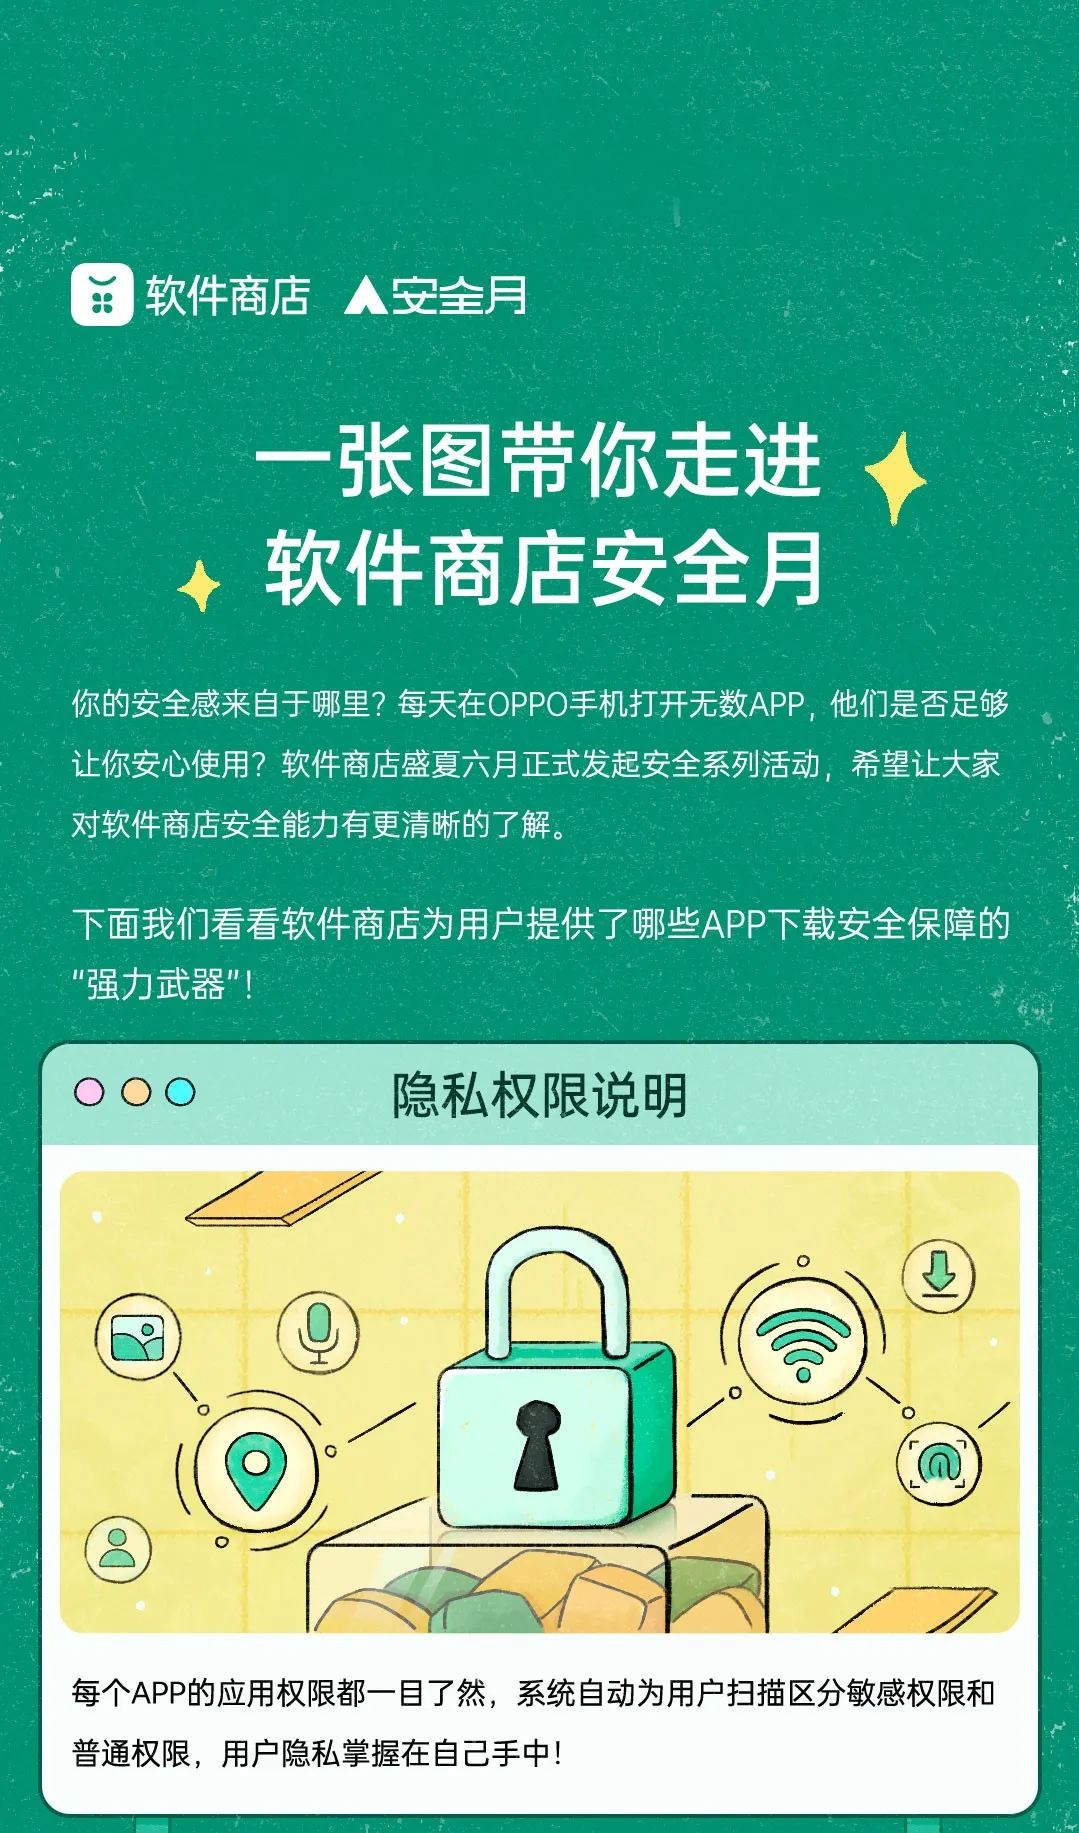 软件商店 安全月
一张图带你走进
软件商店安全月
你的安全感来自于哪里？每天在OPPO手机打开无数APP，他们是否足够
让你安心使用？软件商店盛夏六月正式发起安全系列活动，希望让大家
对软件商店安全能力有更清晰的了解。
下面我们看看软件商店为用户提供了哪些APP下载安全保障的
“强力武器”！
隐私权限说明
每个APP的应用权限都一目了然，系统自动为用户扫描区分敏感权限和
普通权限，用户隐私掌握在自己手中！